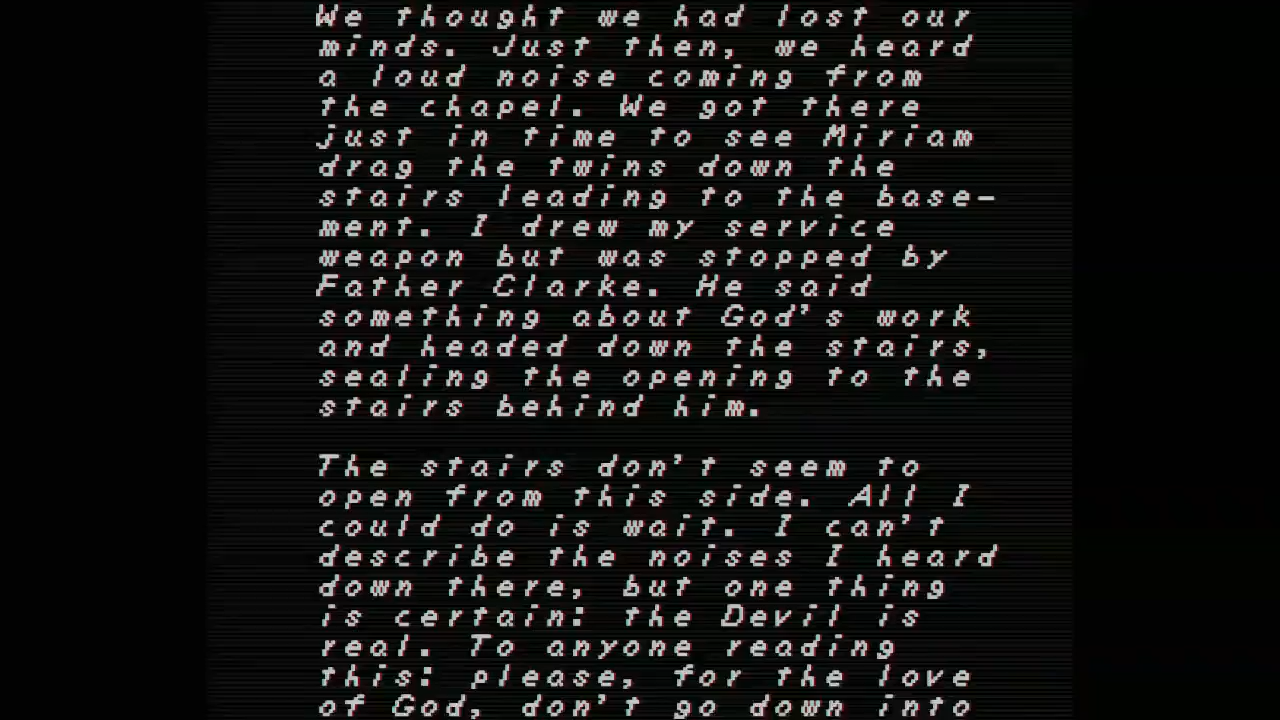 We thought we had lost our
minds. Just then, we heard
a loud noise coming from
the chapel. We got there
just in time to see Miriam
drag the twins down the
stairs leading to the base-
ment. I drew my service
weapon but was stopped by
Father Clarke. He said
something about God's work
and headed down the stairs,
sealing the opening to the
stairs behind him.
The stairs don't seem to
open from this side. All I
could do is wait. I can't
describe the noises I heard
down there, but one thing
is certain: the Devil is
real. To anyone reading
this: please, for the love
of God, don't go down into